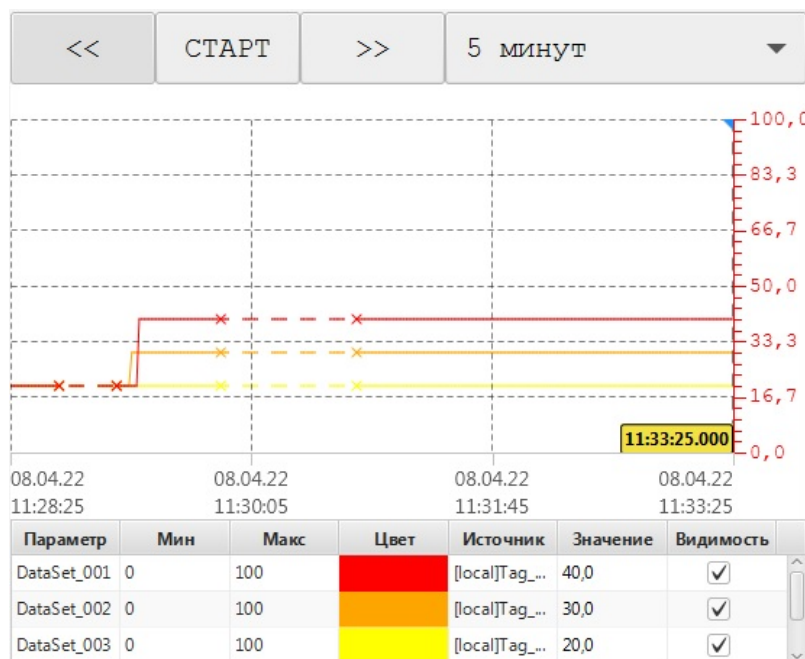 << СТАРТ >> 5 минут
100,0
83,3
66,7
50,0
33,3
16,7
0,0
11:33:25.000
08.04.22 08.04.22 08.04.22 08.04.22
11:28:25 11:30:05 11:31:45 11:33:25
Параметр Мин Макс Цвет Источник Значение Видимость
DataSet_001 0 100 [local]Tag_... 40,0
DataSet_002 0 100 [local]Tag_... 30,0
DataSet_003 0 100 [local]Tag_... 20,0